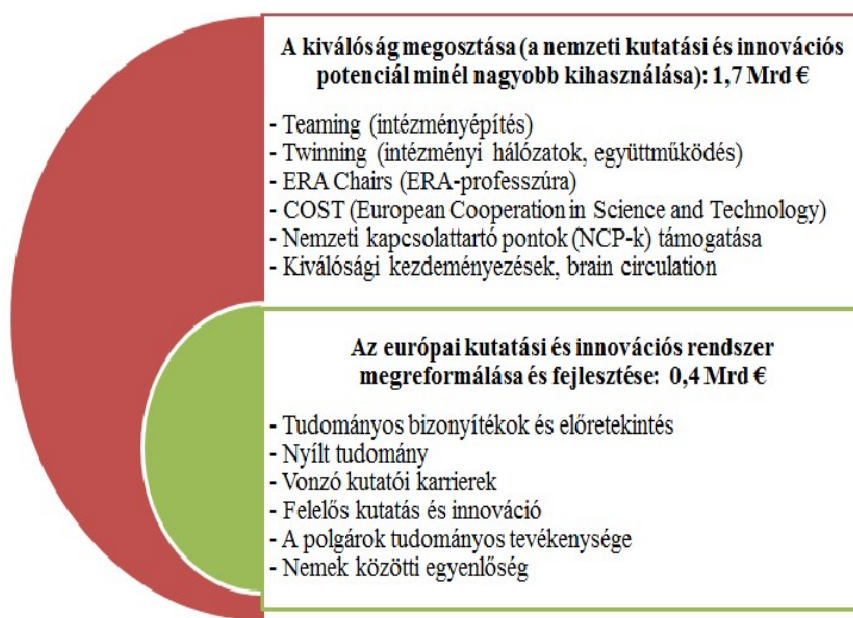 A kiválóság megosztása (a nemzeti kutatási és innovációs
potenciál minél nagyobb kihasználása): 1,7 Mrd €
- Teaming (intézményépítés)
- Twinning (intézményi hálózatok, együttműködés)
- ERA Chairs (ERA-professzúra)
- COST (European Cooperation in Science and Technology)
- Nemzeti kapcsolattartó pontok (NCP-k) támogatása
- Kiválósági kezdeményezések, brain circulation
Az európai kutatási és innovációs rendszer
megreformálása és fejlesztése: 0,4 Mrd €
- Tudományos bizonyítékok és előretekintés
- Nyílt tudomány
- Vonzó kutatói karrierek
- Felelős kutatás és innováció
- A polgárok tudományos tevékenysége
- Nemek közötti egyenlőség